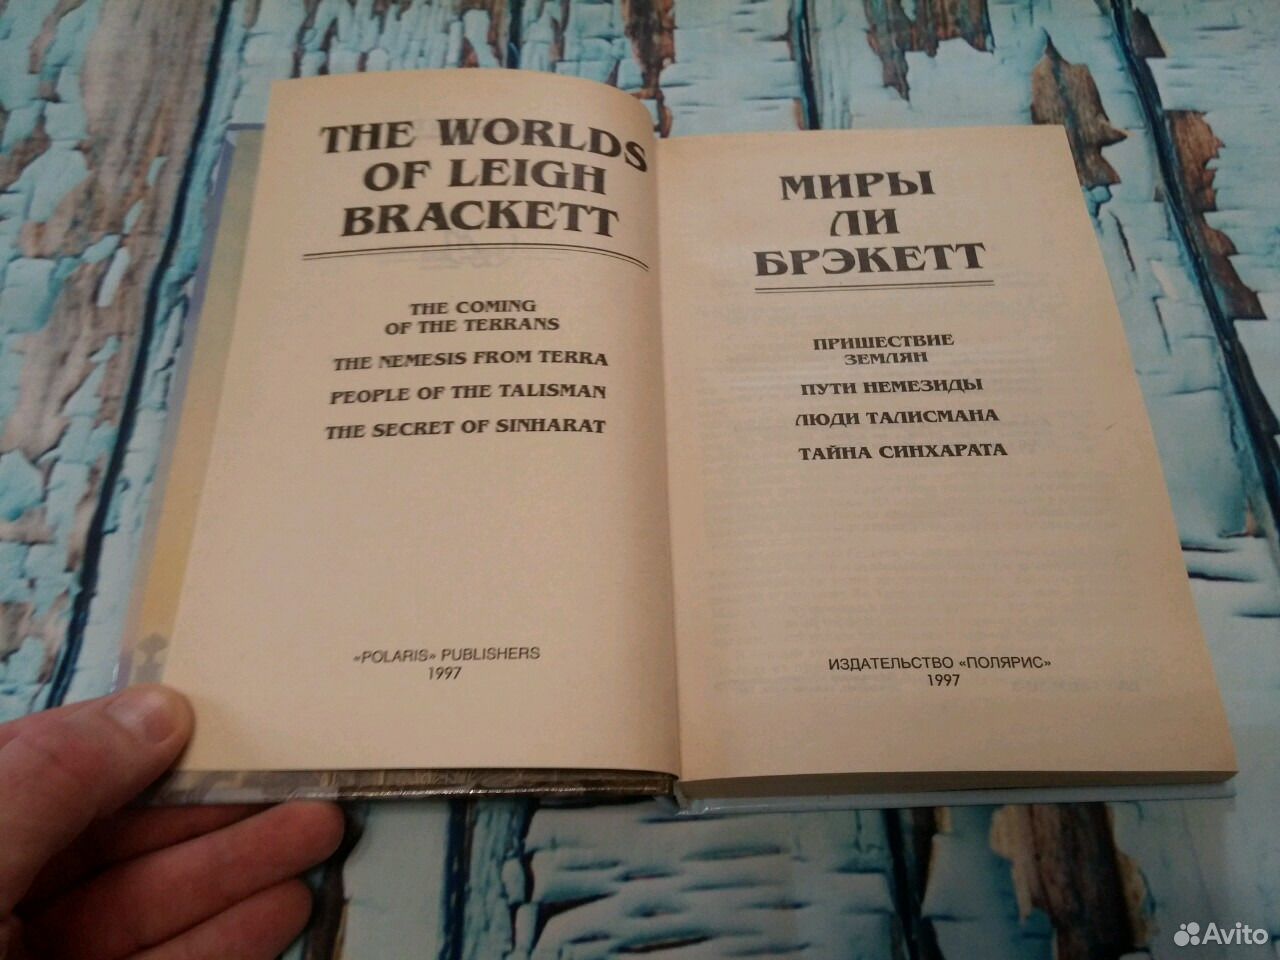 THE WORLDS
OF LEIGH
BRACKETT
THE COMING
OF THE TERRANS
THE NEMESIS FROM TERRA
PEOPLE OF THE TALISMAN
THE SECRET OF SINHARAT
«POLARIS» PUBLISHERS
1997
МИРЫ
ЛИ
БРЭКЕТТ
ПРИШЕСТВИЕ
ЗЕМЛЯН
ПУТИ НЕМЕЗИДЫ
ЛЮДИ ТАЛИСМАНА
ТАЙНА СИНХАРАТА
ИЗДАТЕЛЬСТВО «ПОЛЯРИС»
1997
Avito